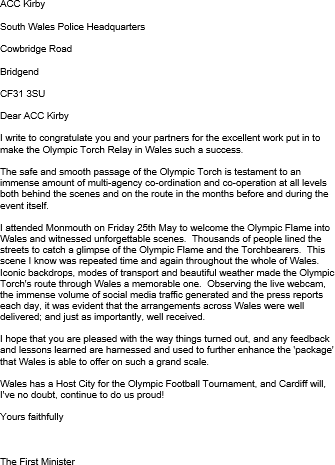 ACC Kirby
South Wales Police Headquarters
Cowbridge Road
Bridgend
CF31 3SU
Dear ACC Kirby
I write to congratulate you and your partners for the excellent work put in to
make the Olympic Torch Relay in Wales such a success.
The safe and smooth passage of the Olympic Torch is testament to an
immense amount of multi-agency co-ordination and co-operation at all levels
both behind the scenes and on the route in the months before and during the
event itself.
I attended Monmouth on Friday 25th May to welcome the Olympic Flame into
Wales and witnessed unforgettable scenes.  Thousands of people lined the
streets to catch a glimpse of the Olympic Flame and the Torchbearers.  This
scene I know was repeated time and again throughout the whole of Wales.
Iconic backdrops, modes of transport and beautiful weather made the Olympic
Torch's route through Wales a memorable one.  Observing the live webcam,
the immense volume of social media traffic generated and the press reports
each day, it was evident that the arrangements across Wales were well
delivered; and just as importantly, well received.
I hope that you are pleased with the way things turned out, and any feedback
and lessons learned are harnessed and used to further enhance the 'package'
that Wales is able to offer on such a grand scale.
Wales has a Host City for the Olympic Football Tournament, and Cardiff will,
I've no doubt, continue to do us proud!
Yours faithfully
The First Minister